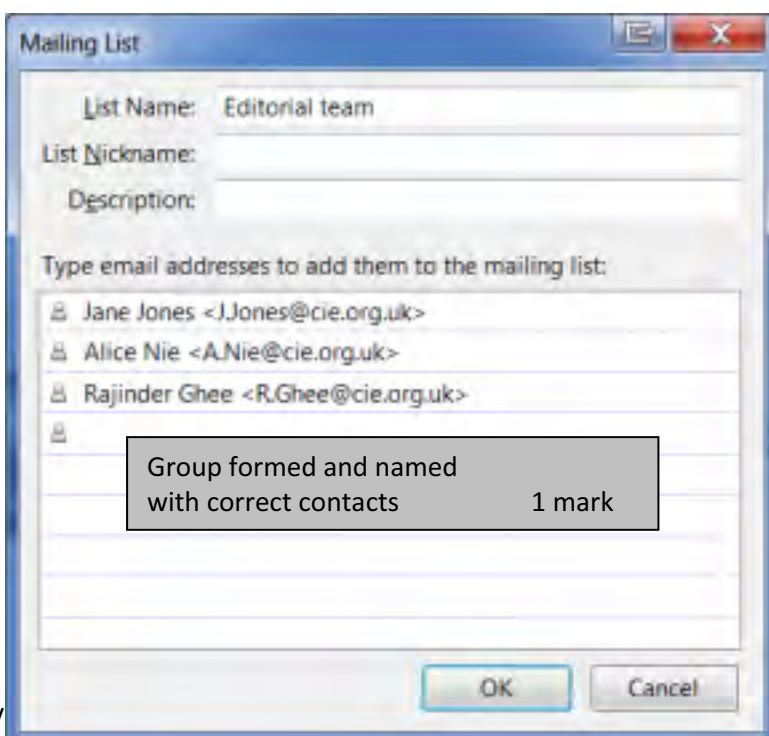 Mailing List
List Name: Editorial team
List Nickname:
Description:
Type email addresses to add them to the mailing list:
Jane Jones <J.Jones@cie.org.uk>
Alice Nie <A.Nie@cie.org.uk>
Rajinder Ghee <R.Ghee@cie.org.uk>
Group formed and named
with correct contacts 1 mark
OK Cancel